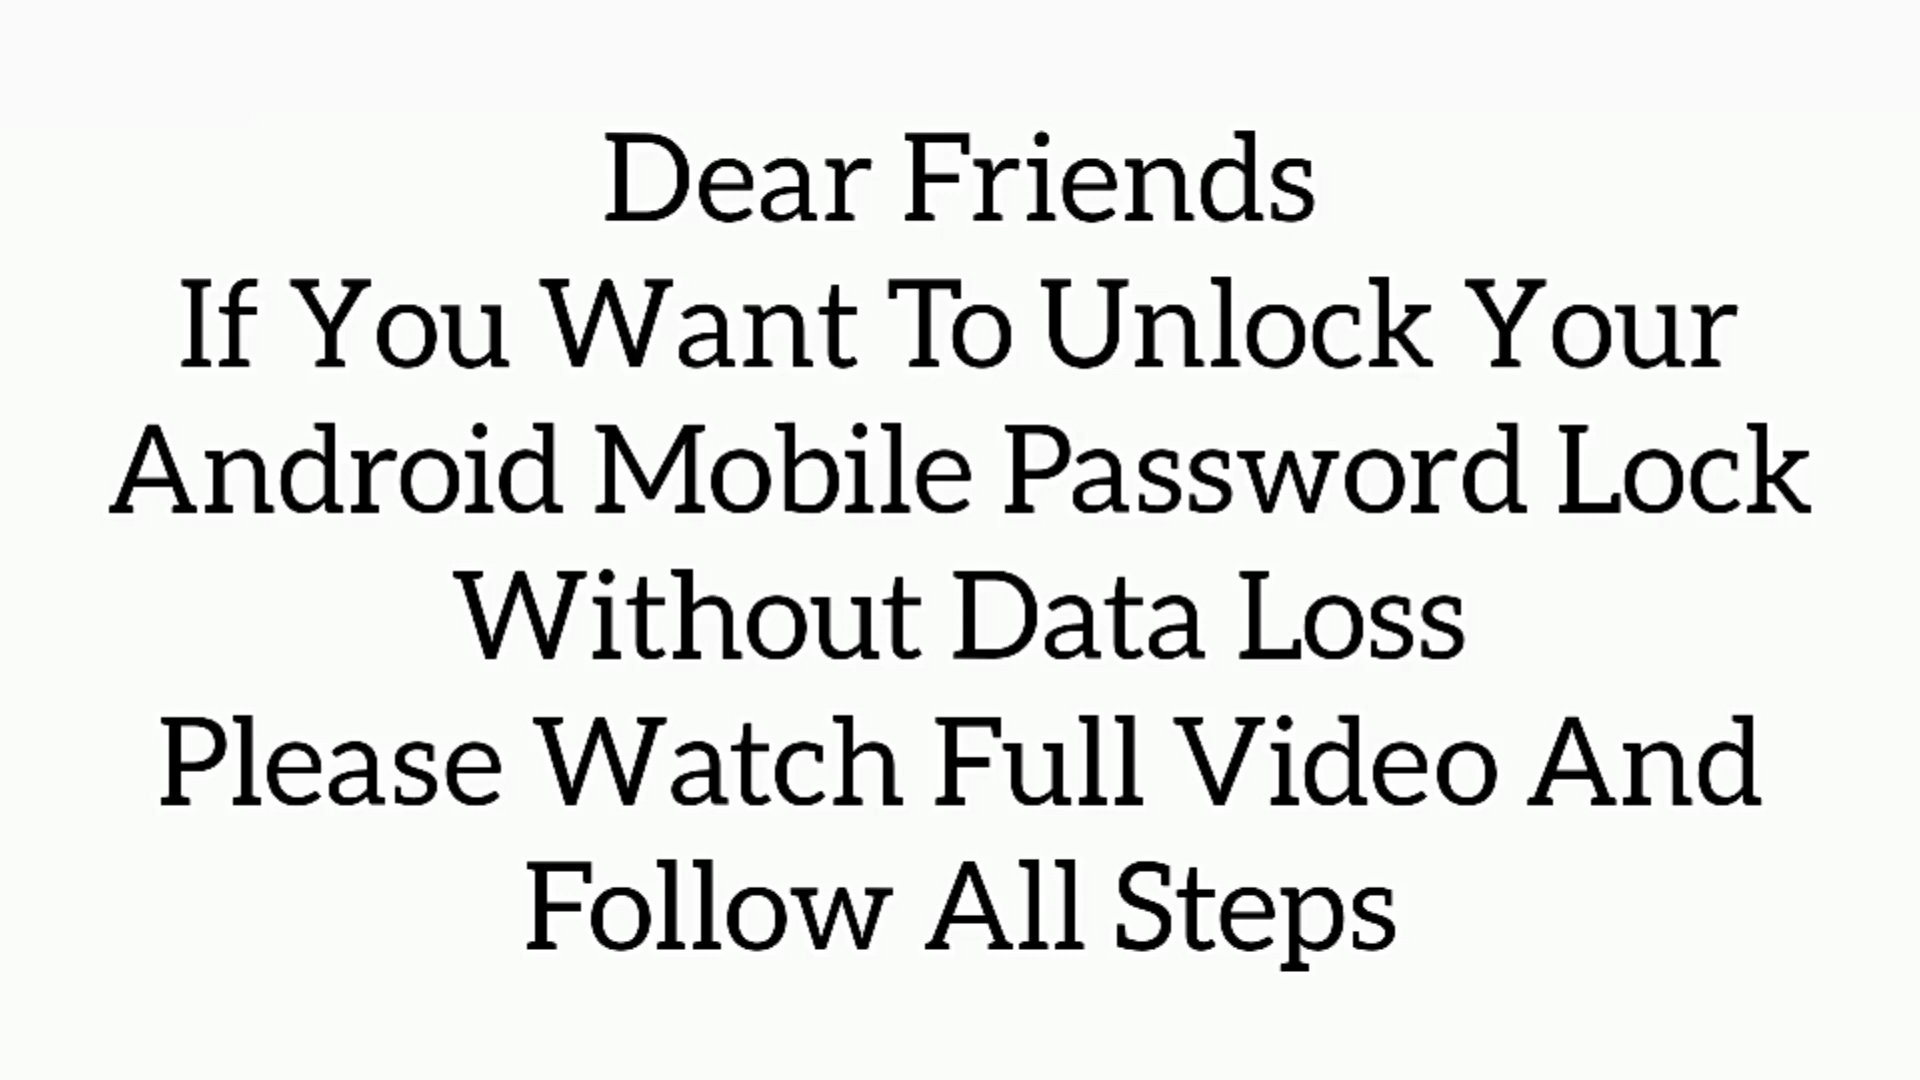 Dear Friends
If You Want To Unlock Your
Android Mobile Password Lock
Without Data Loss
Please Watch Full Video And
Follow All Steps